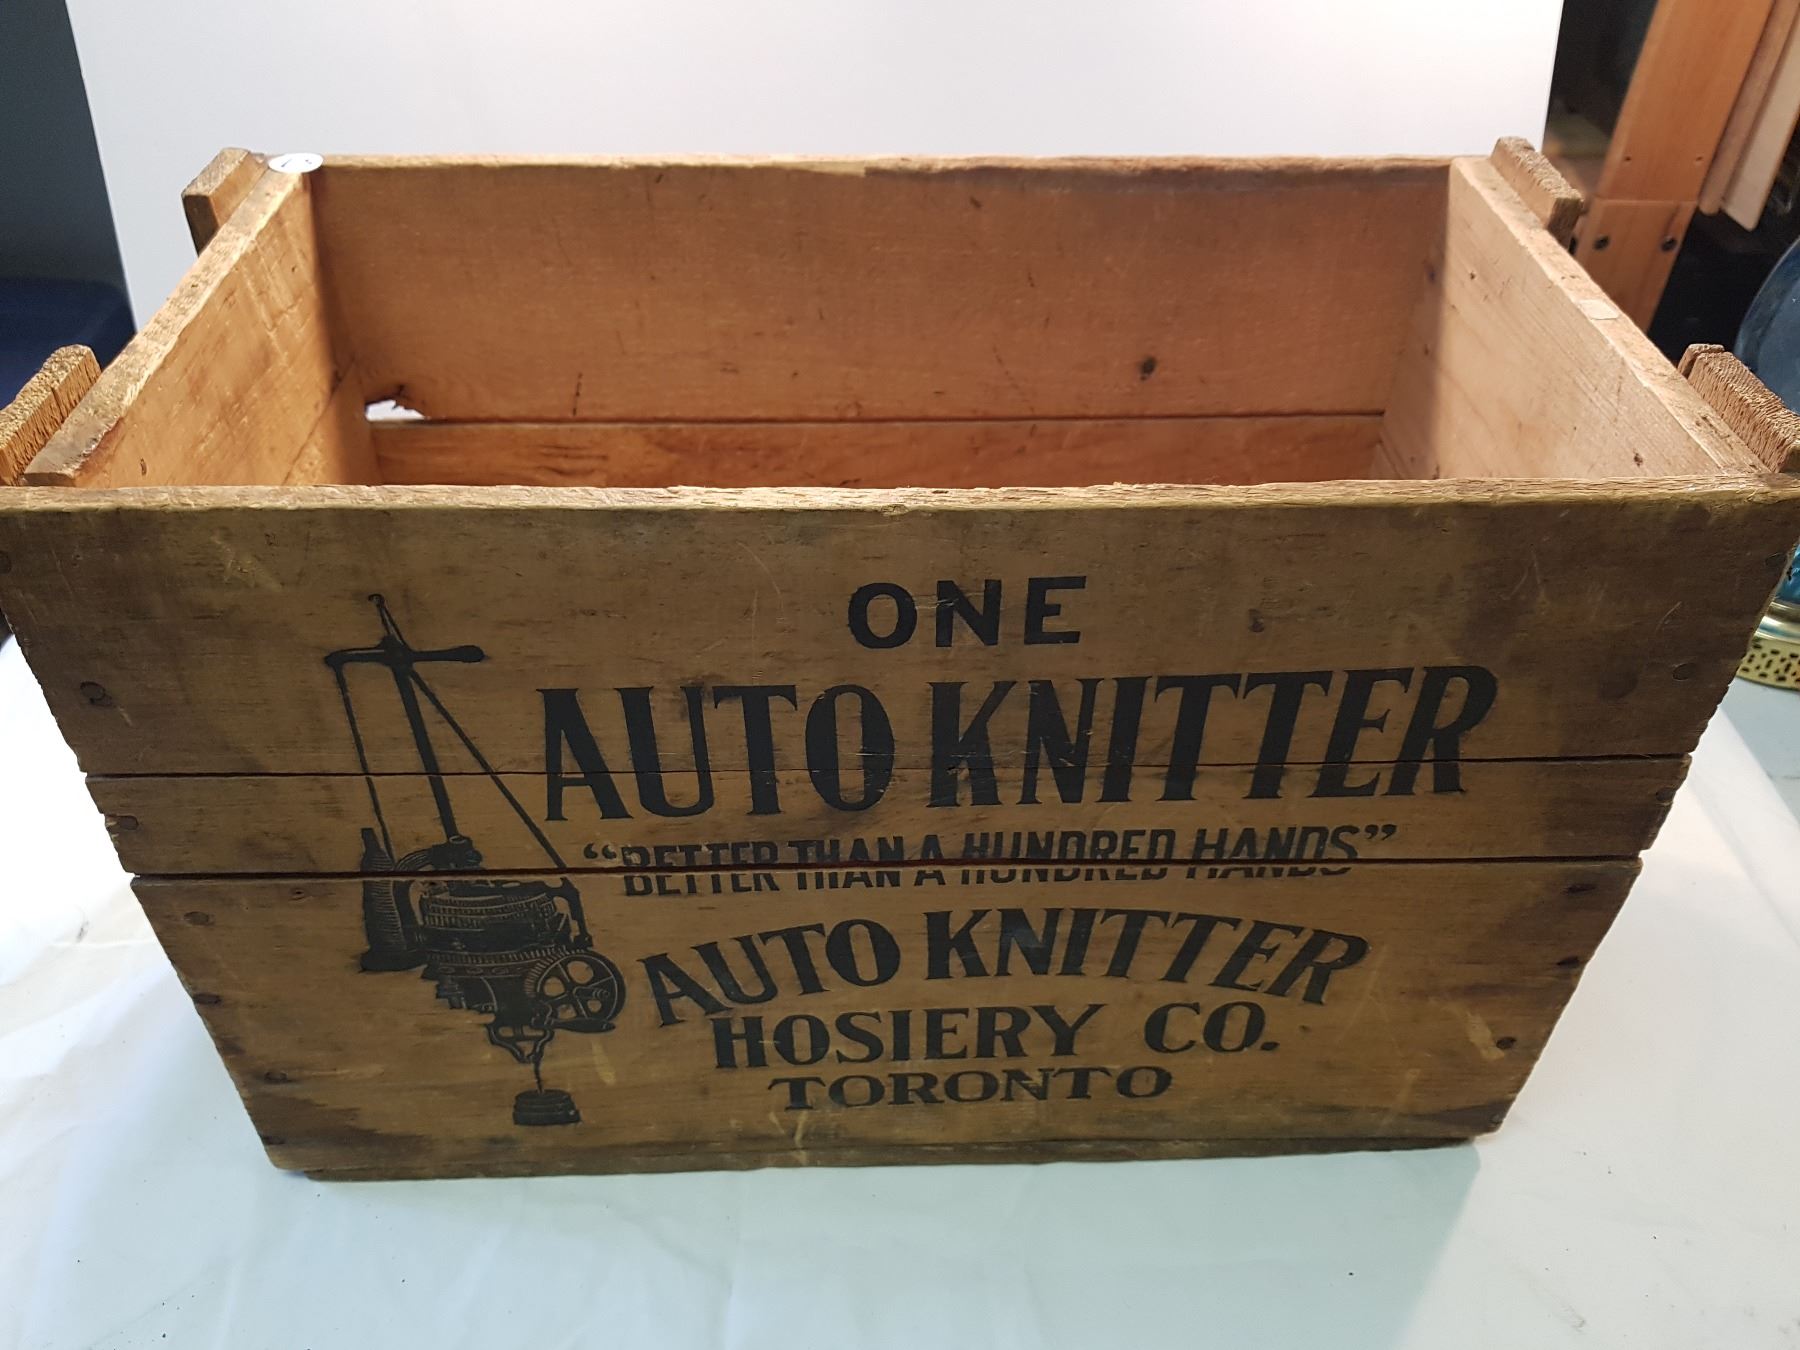 ONE
AUTO KNITTER
“BETTER THAN A HUNDRED HANDS”
AUTO KNITTER
HOSIERY CO.
TORONTO